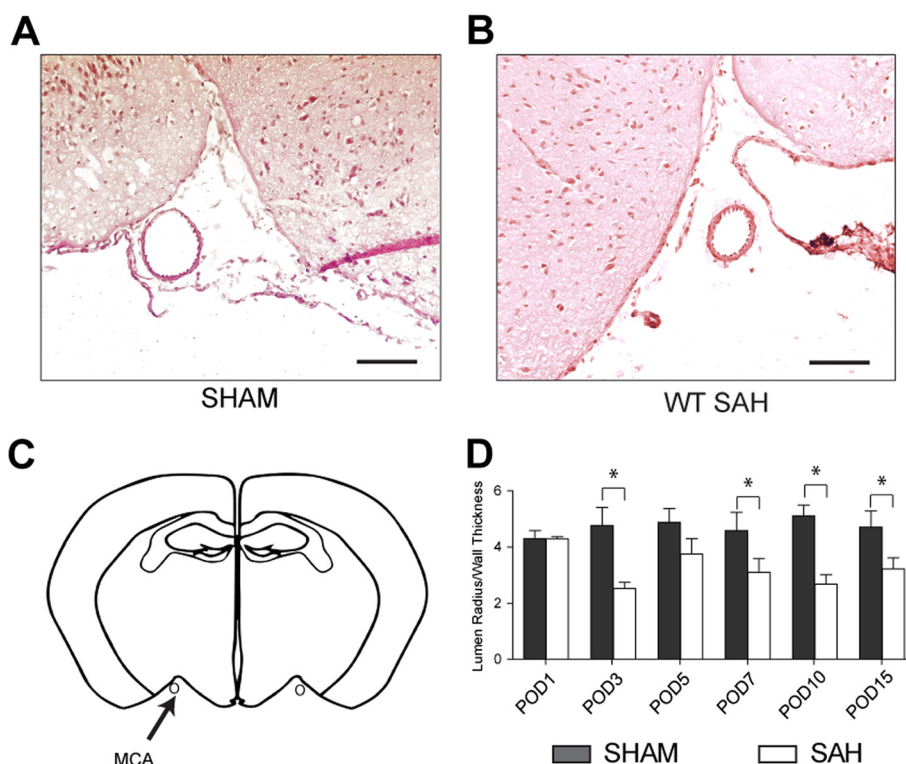 A
B
SHAM
WT SAH
C
MCA
D
Lumen Radius/Wall Thickness
6
4
2
0
* * * *
POD1 POD3 POD5 POD7 POD10 POD15
SHAM SAH